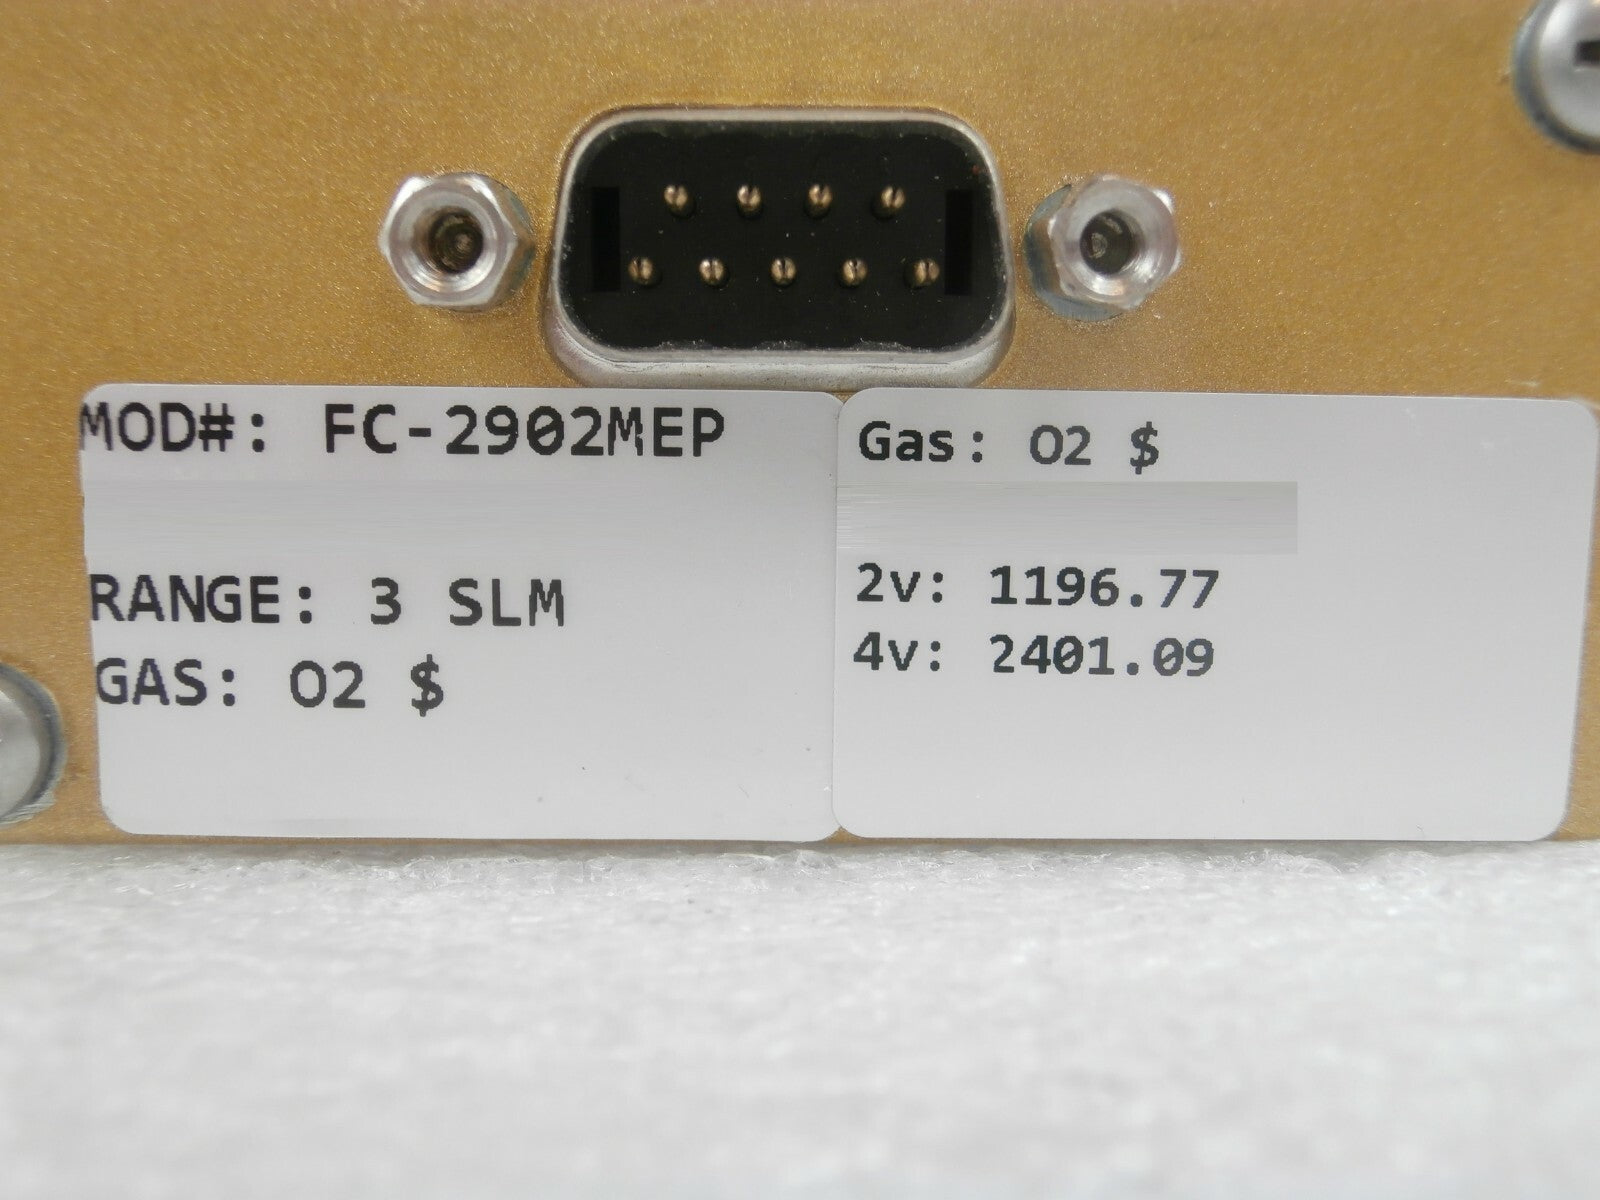 MOD#: FC-2902MEP
RANGE: 3 SLM
GAS: O2 $
Gas: O2 $
2v: 1196.77
4v: 2401.09